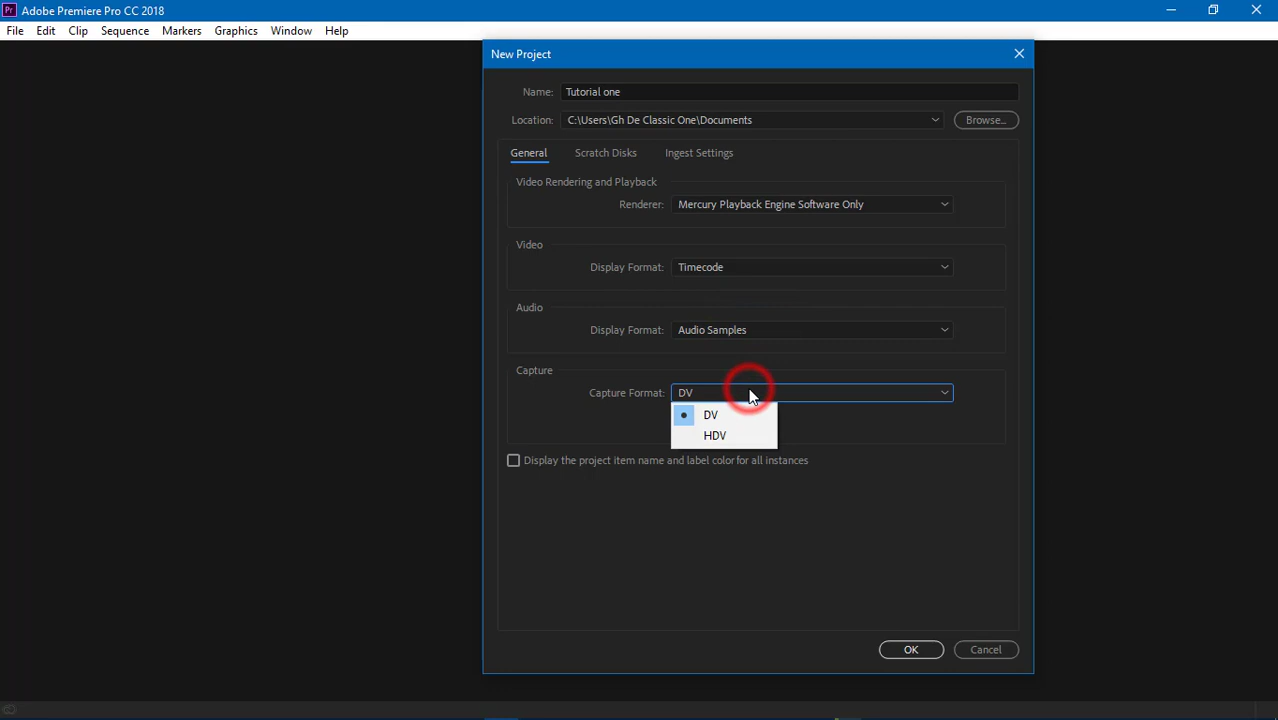 Pr Adobe Premiere Pro CC 2018
File Edit Clip Sequence Markers Graphics Window Help
New Project
Name: Tutorial one
Location: C:\Users\Gh De Classic One\Documents Browse...
General Scratch Disks Ingest Settings
Video Rendering and Playback
Renderer: Mercury Playback Engine Software Only
Video
Display Format: Timecode
Audio
Display Format: Audio Samples
Capture
Capture Format: DV
DV
HDV
Display the project item name and label color for all instances
OK Cancel